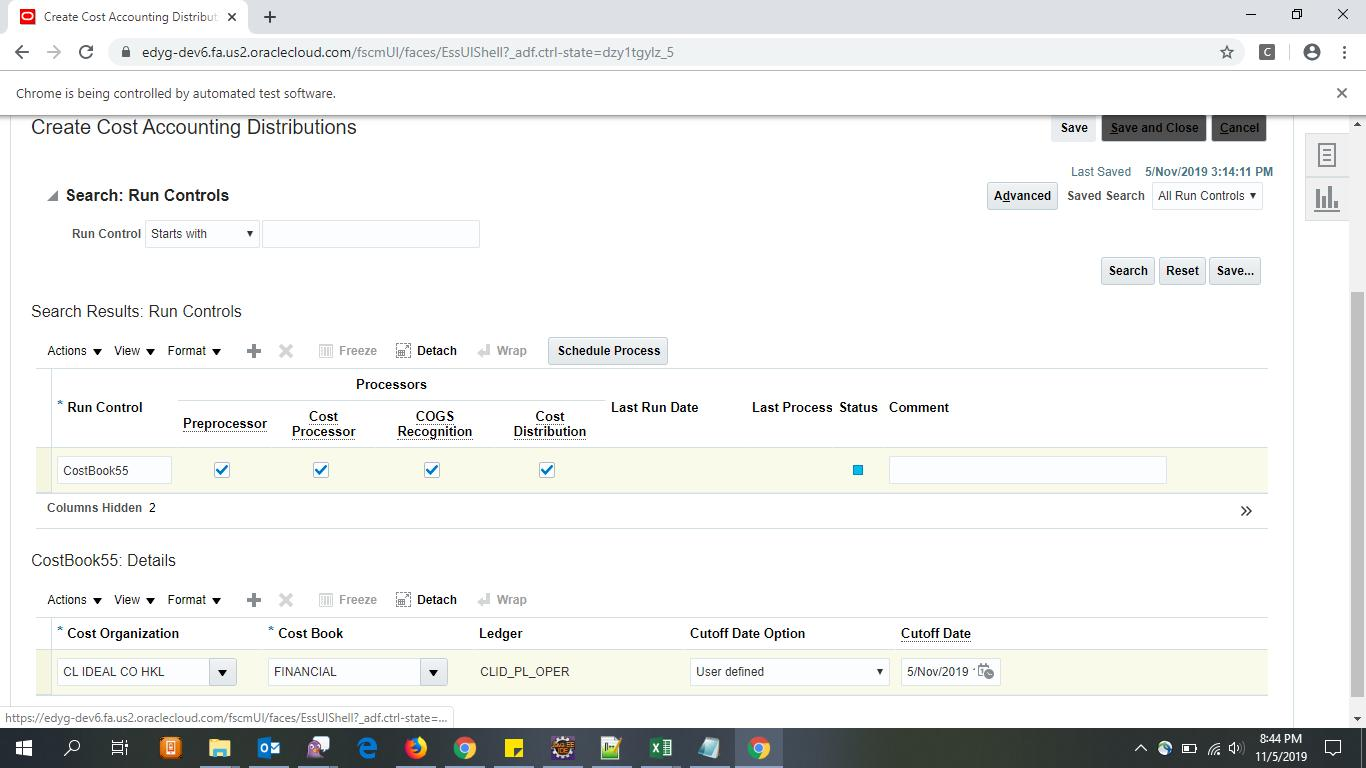 Create Cost Accounting Distribut
edyg-dev6.fa.us2.oraclecloud.com/fscmUI/faces/EssUIShell?_adf.ctrl-state=dzy1tgylz_5
Chrome is being controlled by automated test software.
Create Cost Accounting Distributions
Save Save and Close Cancel
Last Saved 5/Nov/2019 3:14:11 PM
Search: Run Controls
Advanced Saved Search All Run Controls
Run Control Starts with
Search Reset Save...
Search Results: Run Controls
Actions View Format Freeze Detach Wrap Schedule Process
Processors
* Run Control Preprocessor Cost Processor COGS Recognition Cost Distribution Last Run Date Last Process Status Comment
CostBook55
Columns Hidden 2
CostBook55: Details
Actions View Format Freeze Detach Wrap
* Cost Organization * Cost Book Ledger Cutoff Date Option Cutoff Date
CL IDEAL CO HKL FINANCIAL CLID_PL_OPER User defined 5/Nov/2019
https://edyg-dev6.fa.us2.oraclecloud.com/fscmUI/faces/EssUIShell?_adf.ctrl-state=...
8:44 PM
11/5/2019